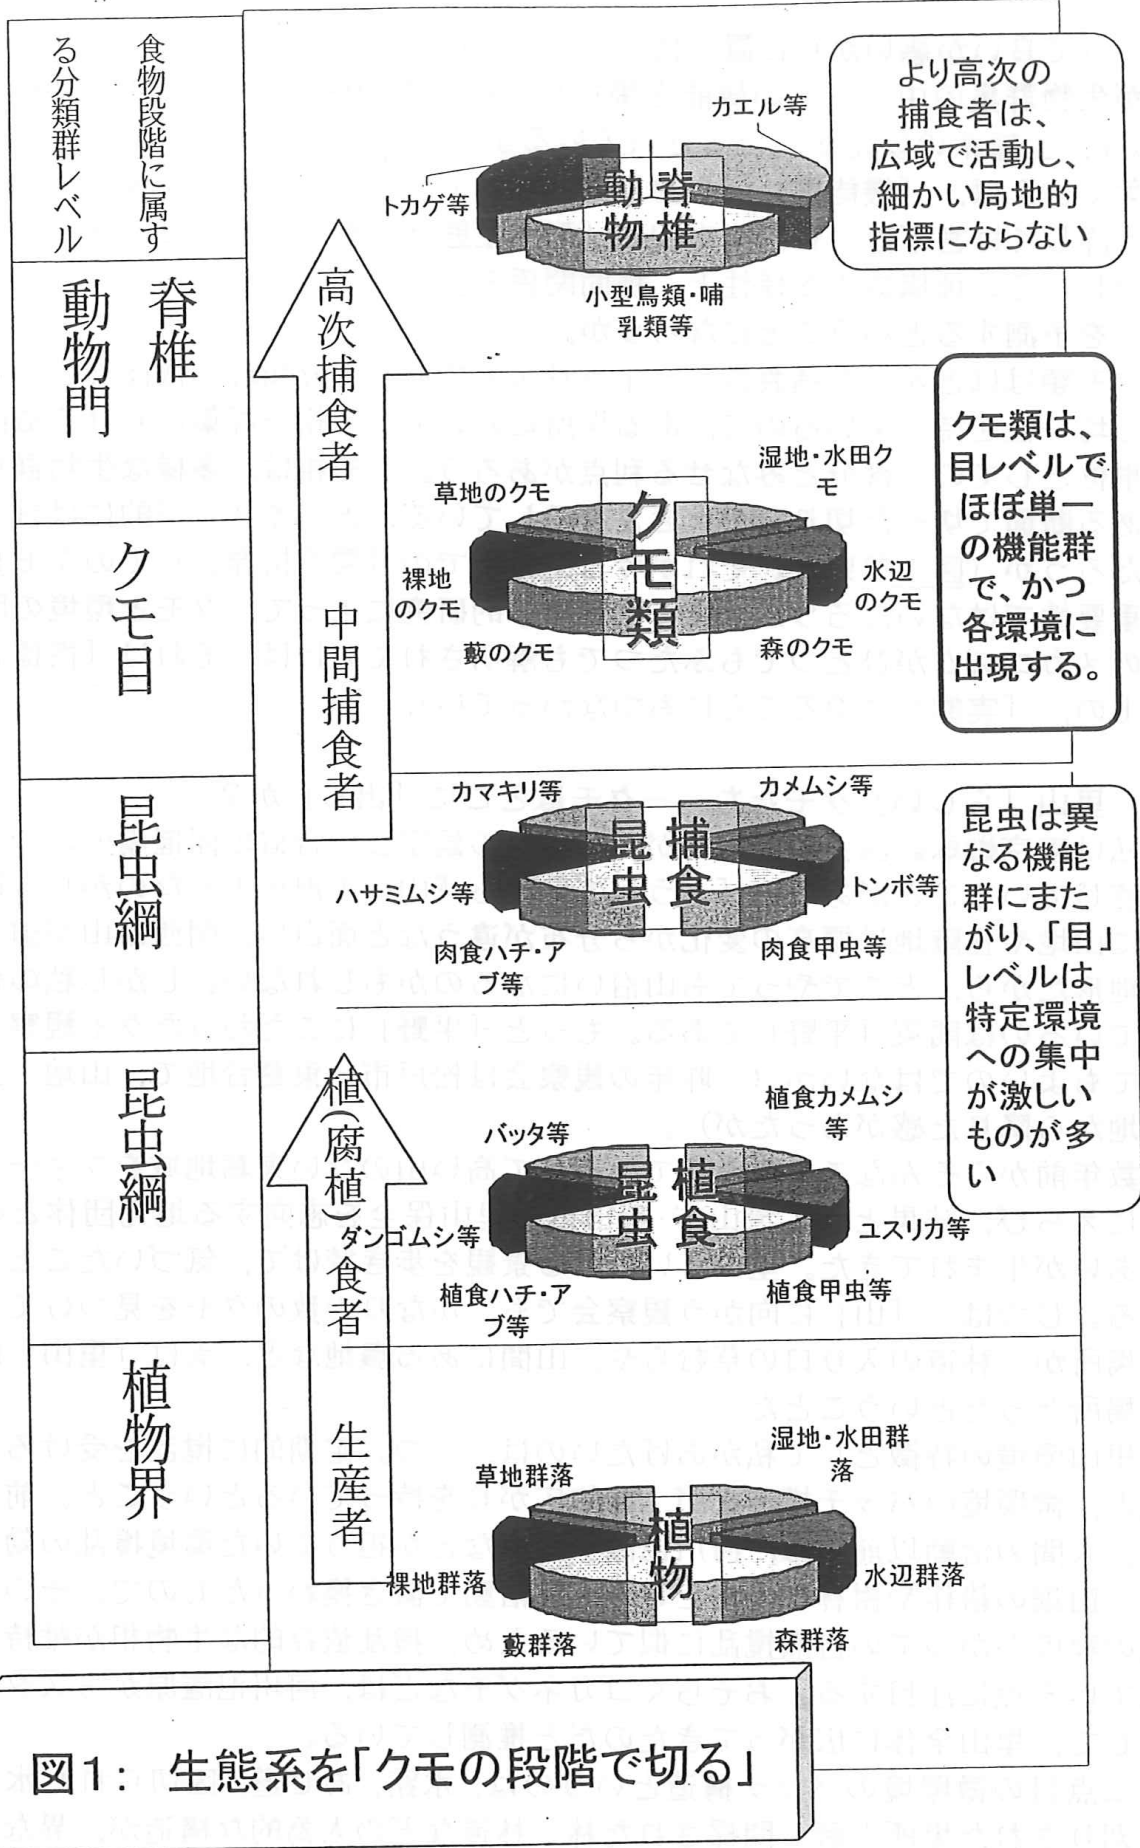 食物段階に属す
る分類群レベル
脊椎
動物門
クモ目
昆虫綱
昆虫綱
植物界
高次捕食者
中間捕食者
植(腐植)食者
生産者
カエル等
トカゲ等
脊椎
動物
小型鳥類・哺
乳類等
より高次の
捕食者は、
広域で活動し、
細かい局地的
指標にならない
草地のクモ
湿地・水田ク
モ
クモ類
裸地
のクモ
水辺
のクモ
藪のクモ
森のクモ
クモ類は、
目レベルで
ほぼ単一
の機能群
で、かつ
各環境に
出現する。
カマキリ等
カメムシ等
捕食
昆虫
ハサミムシ等
トンボ等
肉食ハチ・ア
ブ等
肉食甲虫等
昆虫は異
なる機能
群にまた
がり、「目」
レベルは
特定環境
への集中
が激しい
ものが多
い
バッタ等
植食カメムシ
等
植食
昆虫
ダンゴムシ等
ユスリカ等
植食ハチ・ア
ブ等
植食甲虫等
草地群落
湿地・水田群
落
植物
裸地群落
水辺群落
藪群落
森群落
図1： 生態系を「クモの段階で切る」